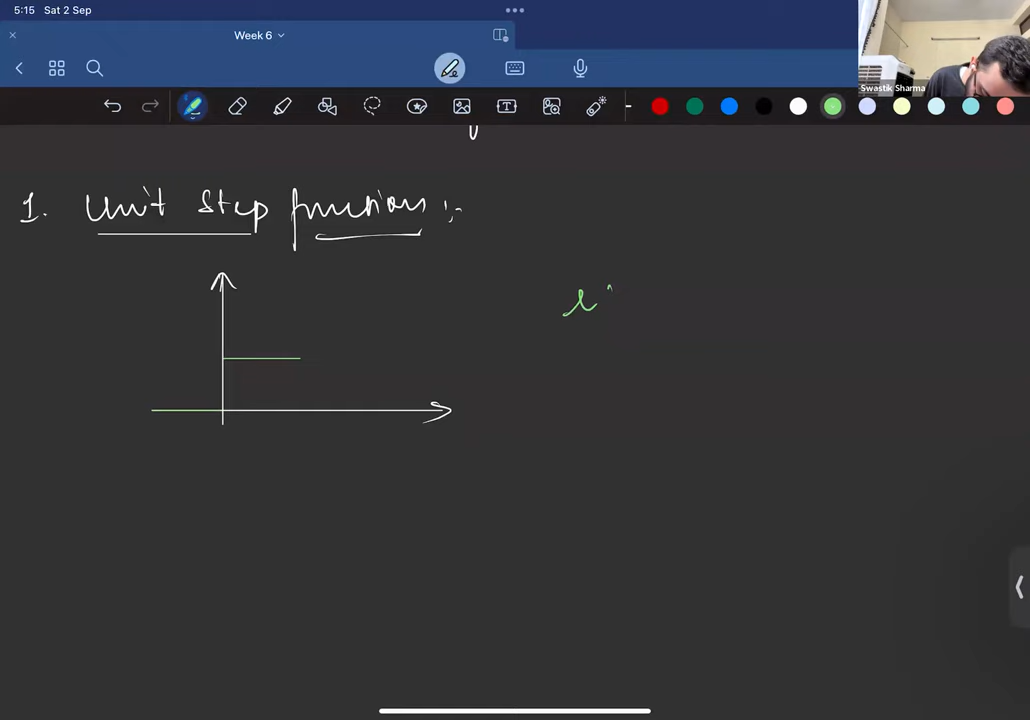 5:15 Sat 2 Sep
Week 6
Swastik Sharma
1. Unit Step function :-